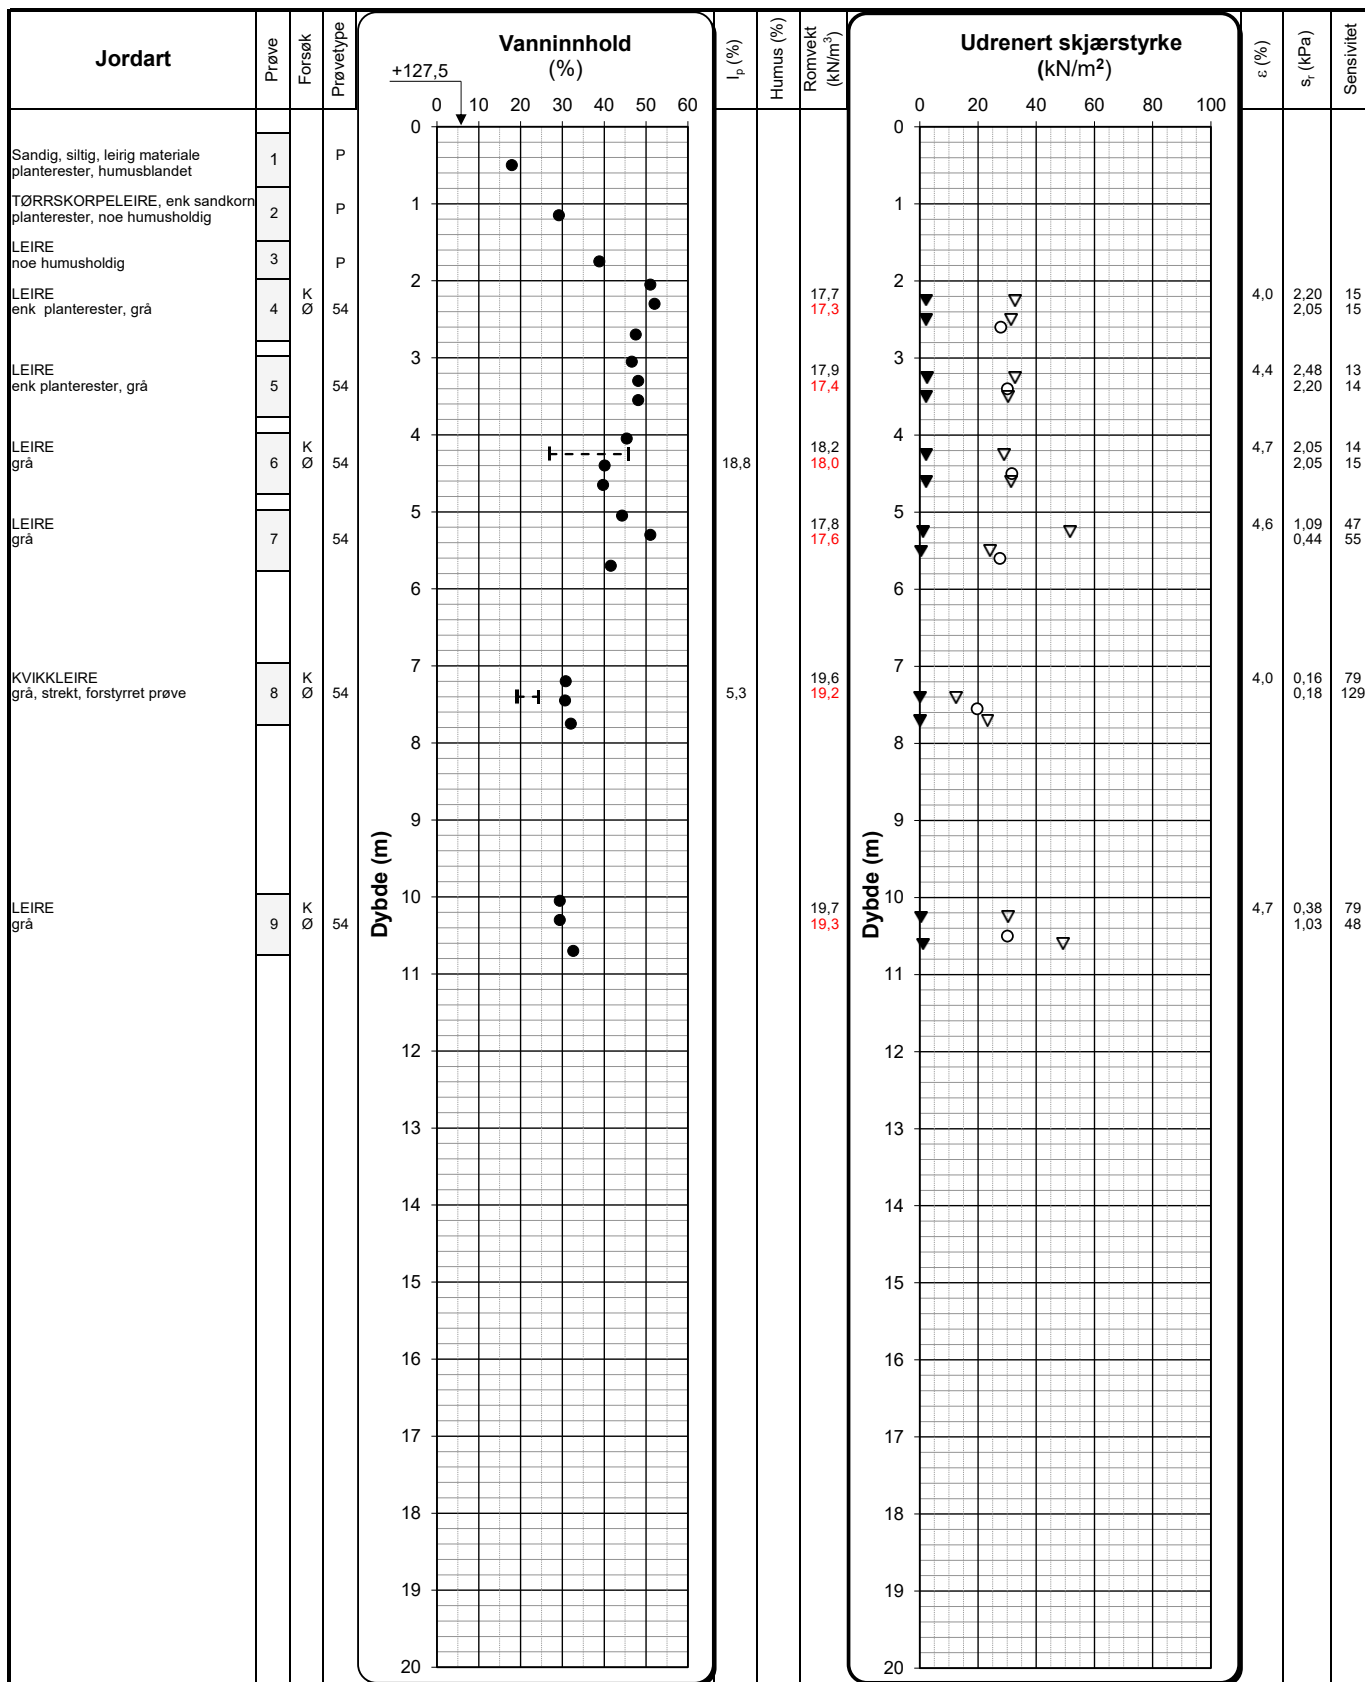 Jordart
Prøve
Forsøk
Prøvetype
Vanninnhold
(%)
+127,5
0 10 20 30 40 50 60
Ip (%)
Humus (%)
Romvekt
(kN/m³)
Udrenert skjærstyrke
(kN/m²)
0 20 40 60 80 100
ε (%)
sr (kPa)
Sensivitet
Sandig, siltig, leirig materiale
planterester, humusblandet
1
P
TØRRSKORPELEIRE, enk sandkorn
planterester, noe humusholdig
2
P
LEIRE
noe humusholdig
3
P
LEIRE
enk planterester, grå
4
K
Ø
54
17,7
17,3
4,0
2,20
2,05
15
15
LEIRE
enk planterester, grå
5
54
17,9
17,4
4,4
2,48
2,20
13
14
LEIRE
grå
6
K
Ø
54
18,8
18,2
18,0
4,7
2,05
2,05
14
15
LEIRE
grå
7
54
17,8
17,6
4,6
1,09
0,44
47
55
KVIKKLEIRE
grå, strekt, forstyrret prøve
8
K
Ø
54
5,3
19,6
19,2
4,0
0,16
0,18
79
129
LEIRE
grå
9
K
Ø
54
19,7
19,3
4,7
0,38
1,03
79
48
Dybde (m)
0
1
2
3
4
5
6
7
8
9
10
11
12
13
14
15
16
17
18
19
20
Dybde (m)
0
1
2
3
4
5
6
7
8
9
10
11
12
13
14
15
16
17
18
19
20